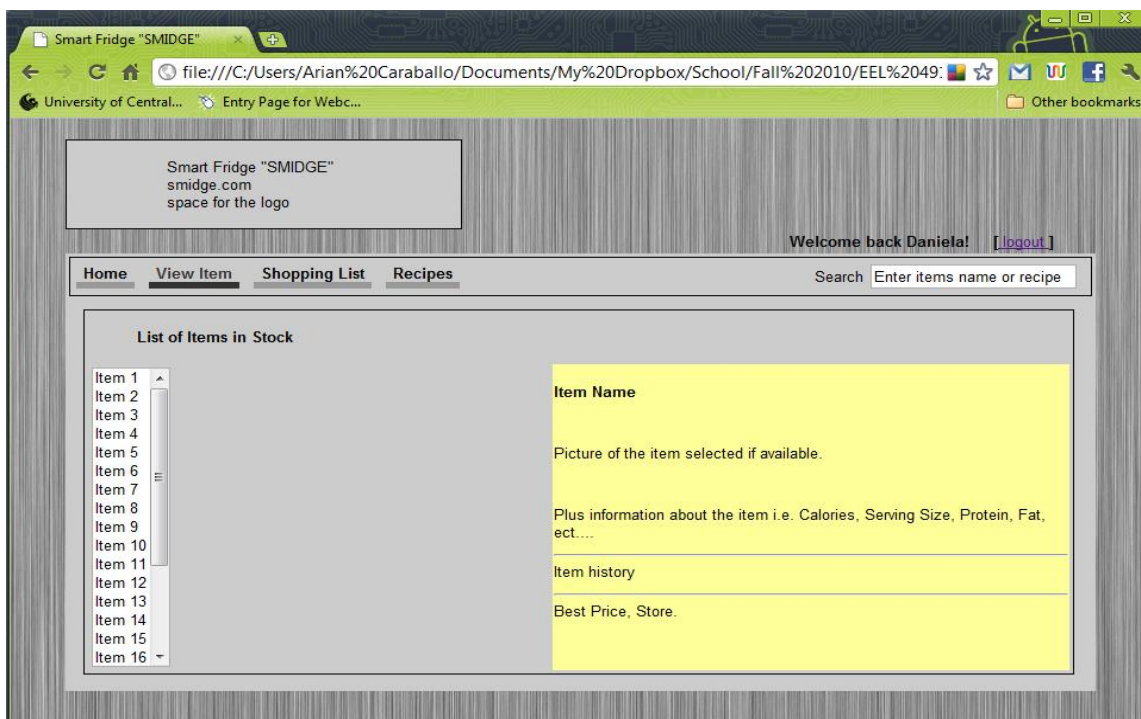 Smart Fridge "SMIDGE"
file:///C:/Users/Arian%20Caraballo/Documents/My%20Dropbox/School/Fall%202010/EEL%2049:
University of Central... Entry Page for Webc... Other bookmarks
Smart Fridge "SMIDGE"
smidge.com
space for the logo
Welcome back Daniela! [ logout ]
Home View Item Shopping List Recipes Search Enter items name or recipe
List of Items in Stock
Item 1
Item 2
Item 3
Item 4
Item 5
Item 6
Item 7
Item 8
Item 9
Item 10
Item 11
Item 12
Item 13
Item 14
Item 15
Item 16
Item Name
Picture of the item selected if available.
Plus information about the item i.e. Calories, Serving Size, Protein, Fat,
ect....
Item history
Best Price, Store.